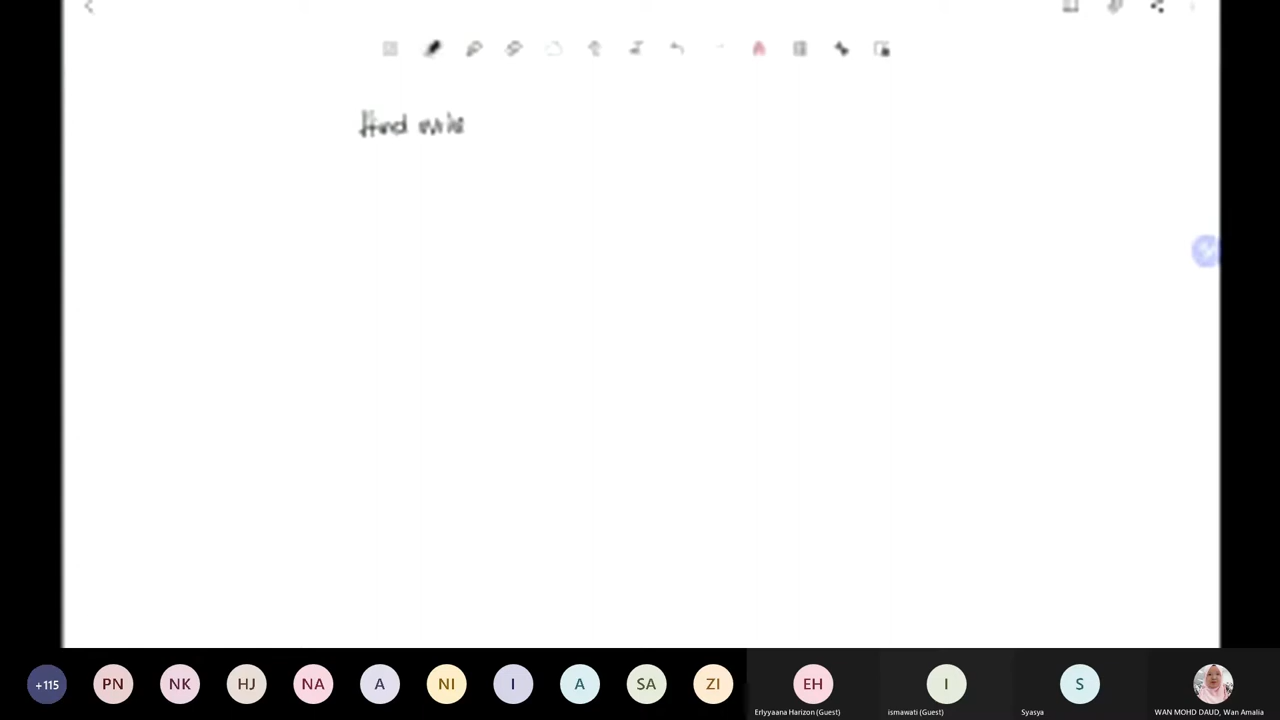 +115
PN
NK
HJ
NA
A
NI
I
A
SA
ZI
EH
I
S
Erlyyaana Harizon (Guest)
ismawati (Guest)
Syasya
WAN MOHD DAUD, Wan Amalia